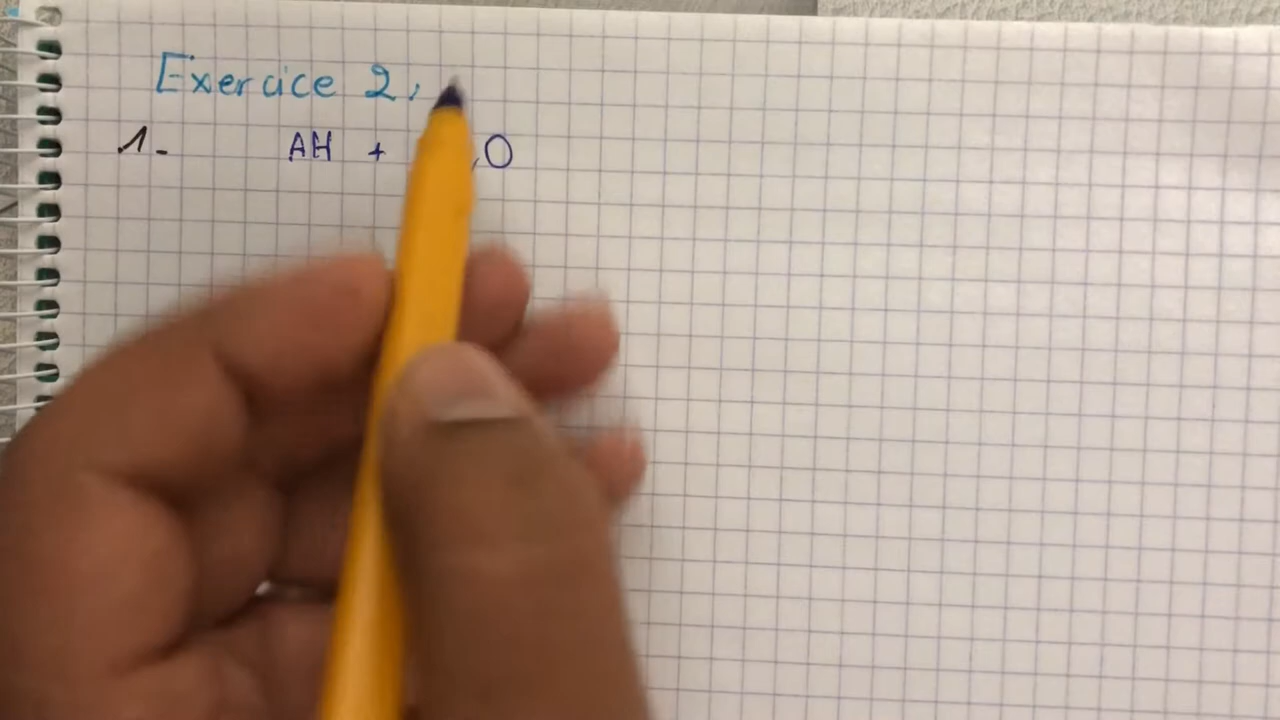 Exercice 2,
1- AH + O